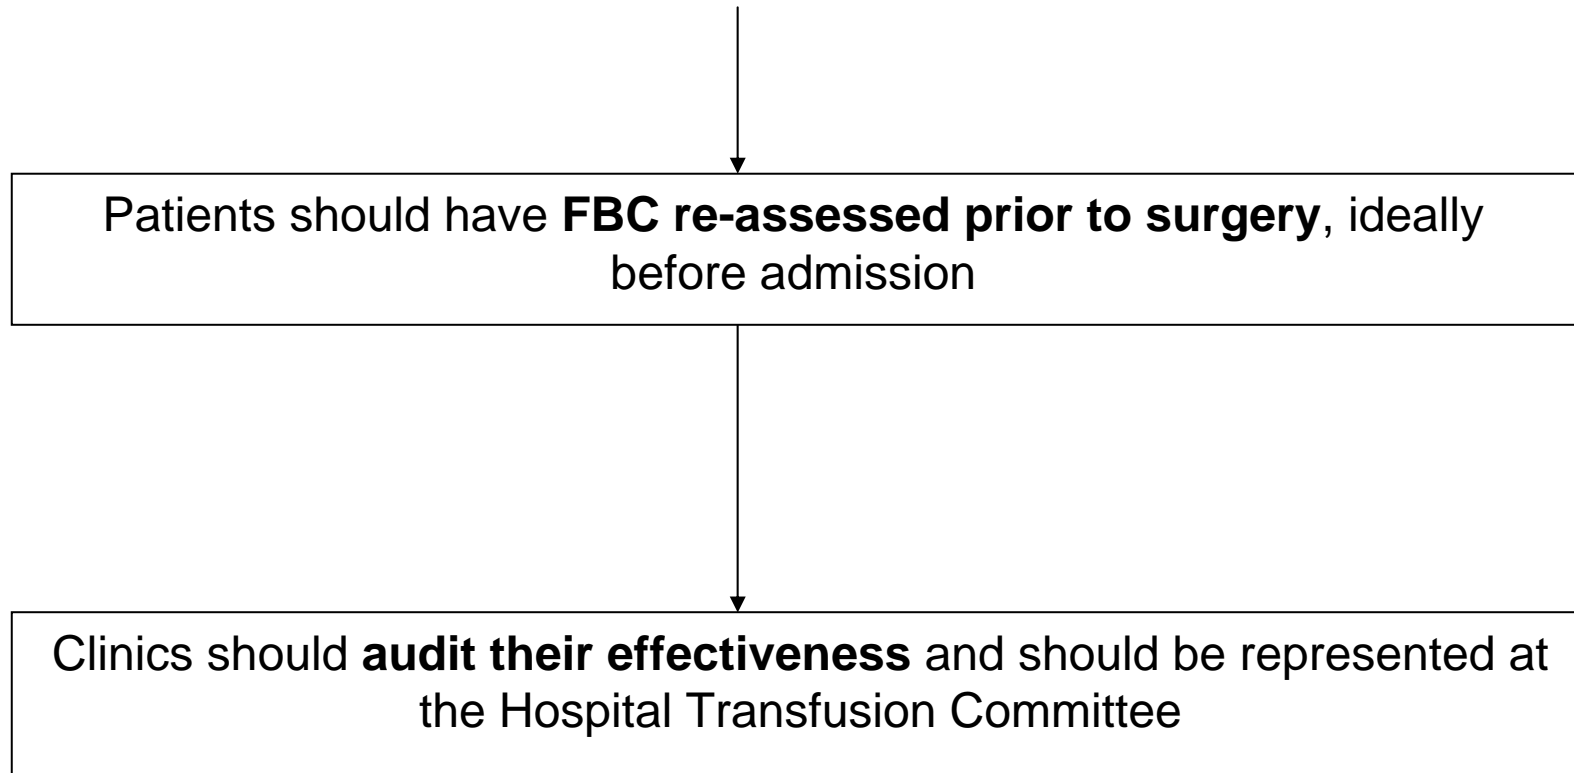 Patients should have FBC re-assessed prior to surgery, ideally
before admission
Clinics should audit their effectiveness and should be represented at
the Hospital Transfusion Committee